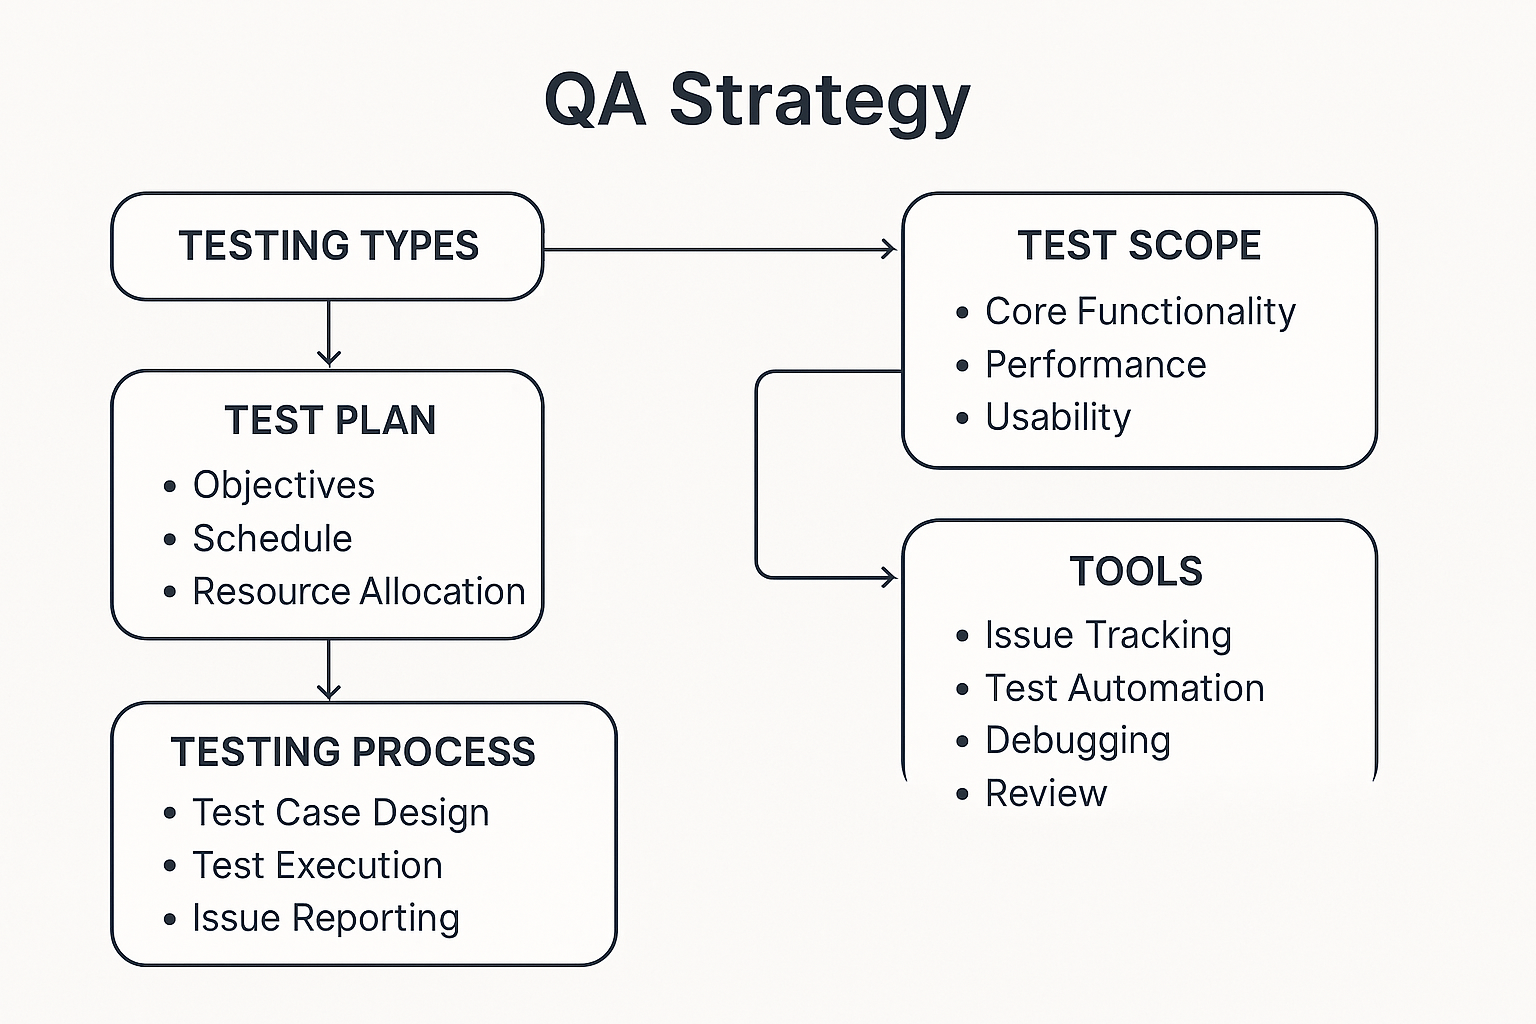 QA Strategy
TESTING TYPES
TEST PLAN
• Objectives
• Schedule
• Resource Allocation
TESTING PROCESS
• Test Case Design
• Test Execution
• Issue Reporting
TEST SCOPE
• Core Functionality
• Performance
• Usability
TOOLS
• Issue Tracking
• Test Automation
• Debugging
• Review